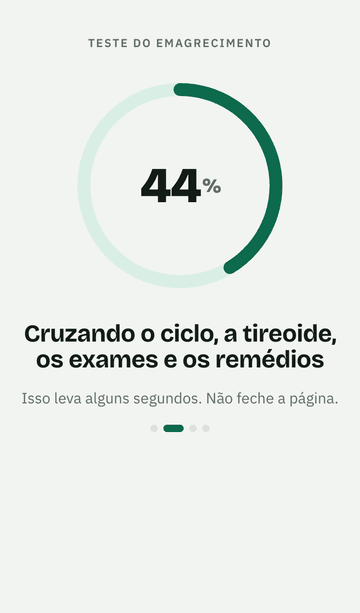 TESTE DO EMAGRECIMENTO
44%
Cruzando o ciclo, a tireoide,
os exames e os remédios
Isso leva alguns segundos. Não feche a página.